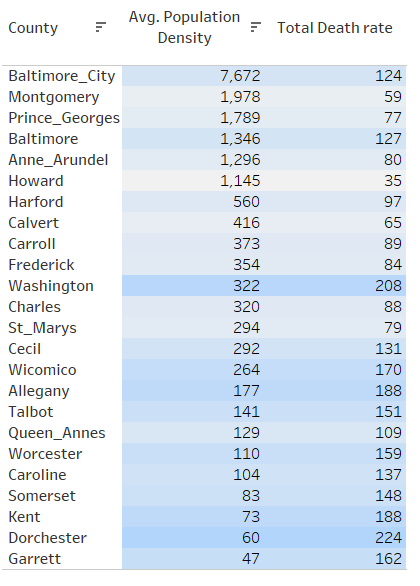 County Avg. Population Density Total Death rate
Baltimore_City 7,672 124
Montgomery 1,978 59
Prince_Georges 1,789 77
Baltimore 1,346 127
Anne_Arundel 1,296 80
Howard 1,145 35
Harford 560 97
Calvert 416 65
Carroll 373 89
Frederick 354 84
Washington 322 208
Charles 320 88
St_Marys 294 79
Cecil 292 131
Wicomico 264 170
Allegany 177 188
Talbot 141 151
Queen_Annes 129 109
Worcester 110 159
Caroline 104 137
Somerset 83 148
Kent 73 188
Dorchester 60 224
Garrett 47 162